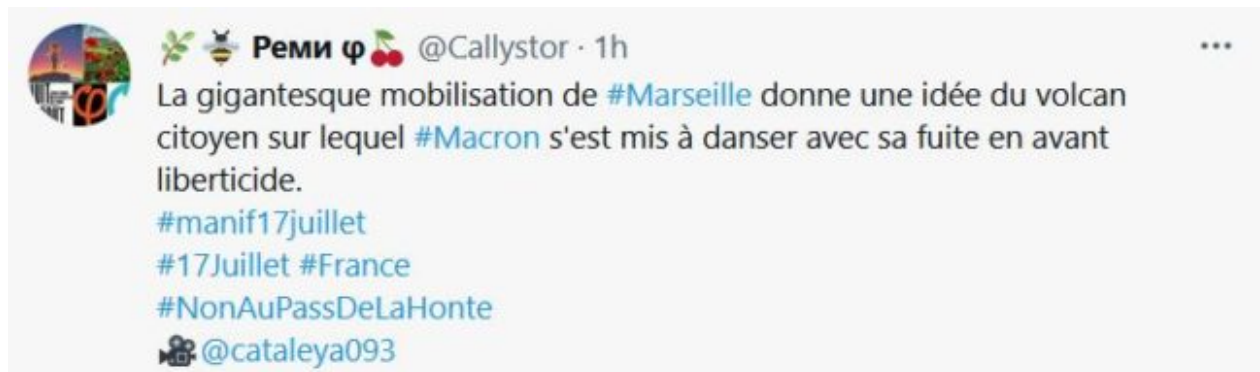 🌿 🐝 Реми φ🍒 @Callystor · 1h
La gigantesque mobilisation de #Marseille donne une idée du volcan
citoyen sur lequel #Macron s'est mis à danser avec sa fuite en avant
liberticide.
#manif17juillet
#17Juillet #France
#NonAuPassDeLaHonte
🎥@cataleya093